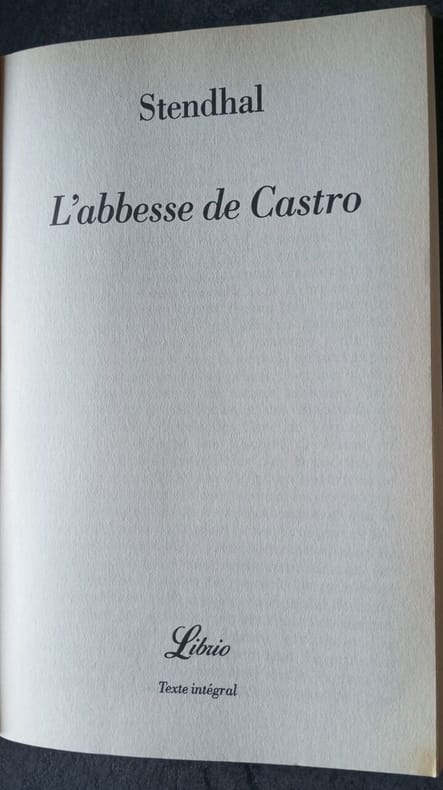 Stendhal
L'abbesse de Castro
Librio
Texte intégral